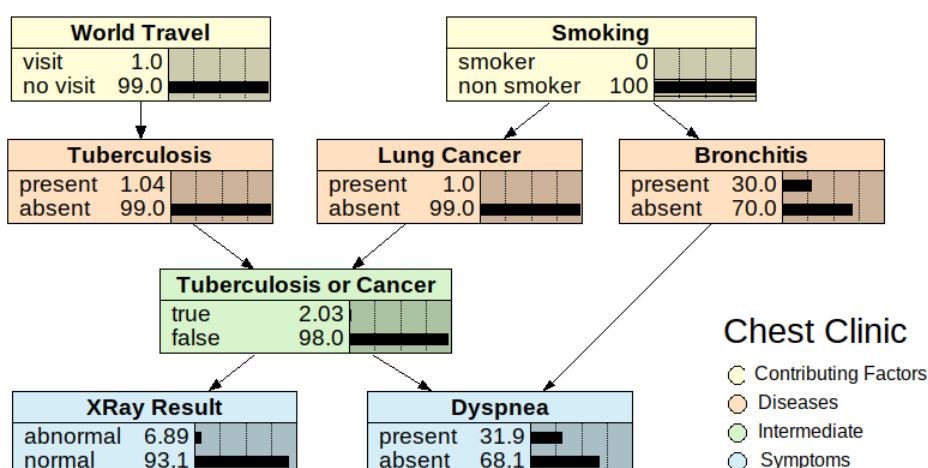 World Travel
visit 1.0
no visit 99.0
Smoking
smoker 0
non smoker 100
Tuberculosis
present 1.04
absent 99.0
Lung Cancer
present 1.0
absent 99.0
Bronchitis
present 30.0
absent 70.0
Tuberculosis or Cancer
true 2.03
false 98.0
XRay Result
abnormal 6.89
normal 93.1
Dyspnea
present 31.9
absent 68.1
Chest Clinic
Contributing Factors
Diseases
Intermediate
Symptoms